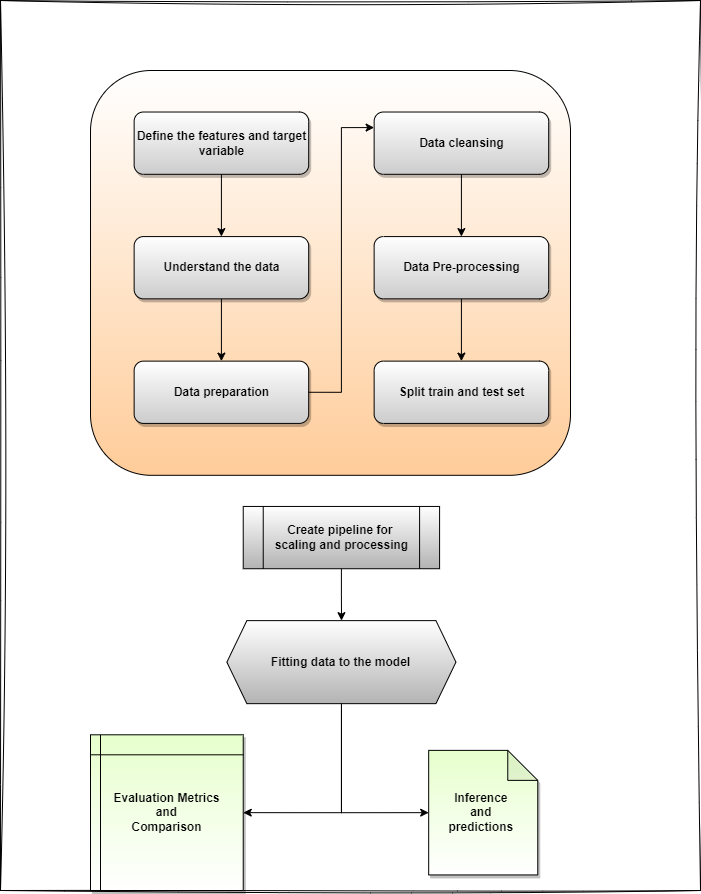 Define the features and target
variable
Understand the data
Data preparation
Data cleansing
Data Pre-processing
Split train and test set
Create pipeline for
scaling and processing
Fitting data to the model
Evaluation Metrics
and
Comparison
Inference
and
predictions